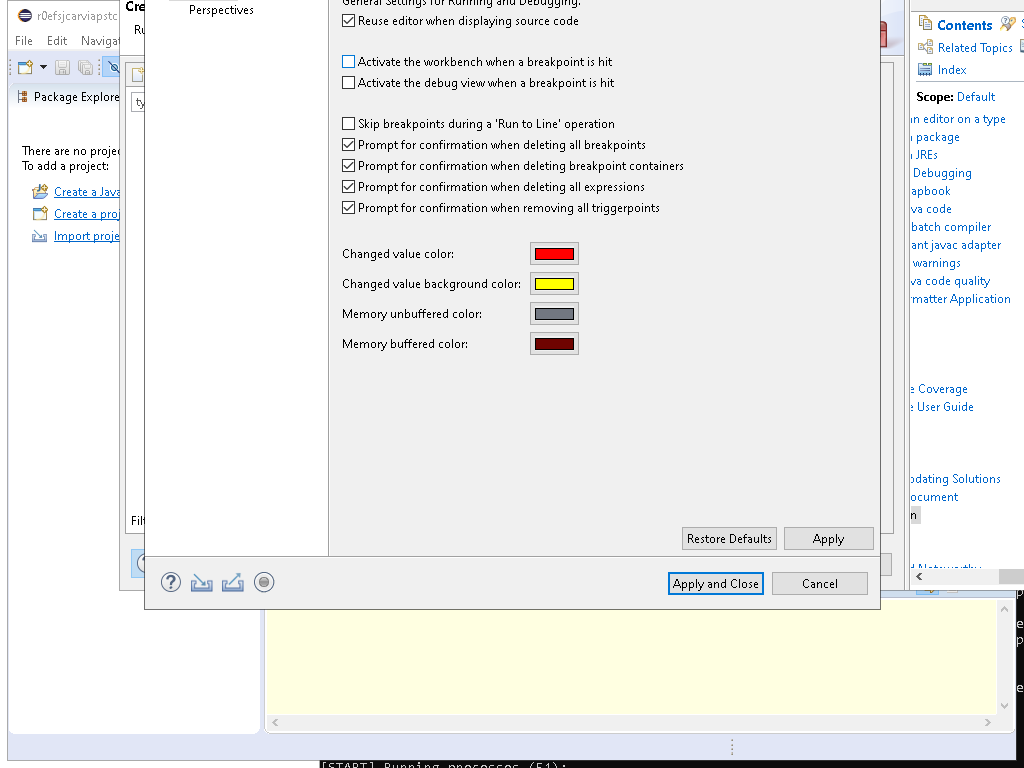 r0efsjcarviapstc
File Edit Navigat
Package Explore
There are no projec
To add a project:
Create a Java
Create a proj
Import proje
Cre
Ru
ty
Filt
Perspectives
General Settings for Running and Debugging.
Reuse editor when displaying source code
Activate the workbench when a breakpoint is hit
Activate the debug view when a breakpoint is hit
Skip breakpoints during a 'Run to Line' operation
Prompt for confirmation when deleting all breakpoints
Prompt for confirmation when deleting breakpoint containers
Prompt for confirmation when deleting all expressions
Prompt for confirmation when removing all triggerpoints
Changed value color:
Changed value background color:
Memory unbuffered color:
Memory buffered color:
Restore Defaults Apply
Apply and Close Cancel
Contents
Related Topics
Index
Scope: Default
n editor on a type
package
JREs
Debugging
apbook
va code
batch compiler
ant javac adapter
warnings
va code quality
rmatter Application
e Coverage
e User Guide
pdating Solutions
ocument
n
d Noteworthy
[START] Running processes (51):